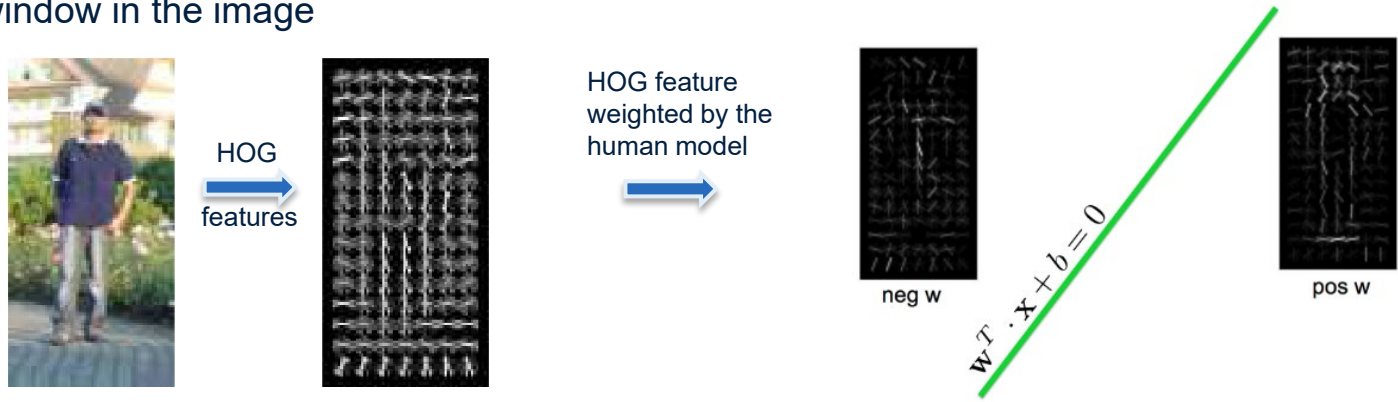 window in the image
HOG
features
HOG feature
weighted by the
human model
neg w
w^T · x + b = 0
pos w